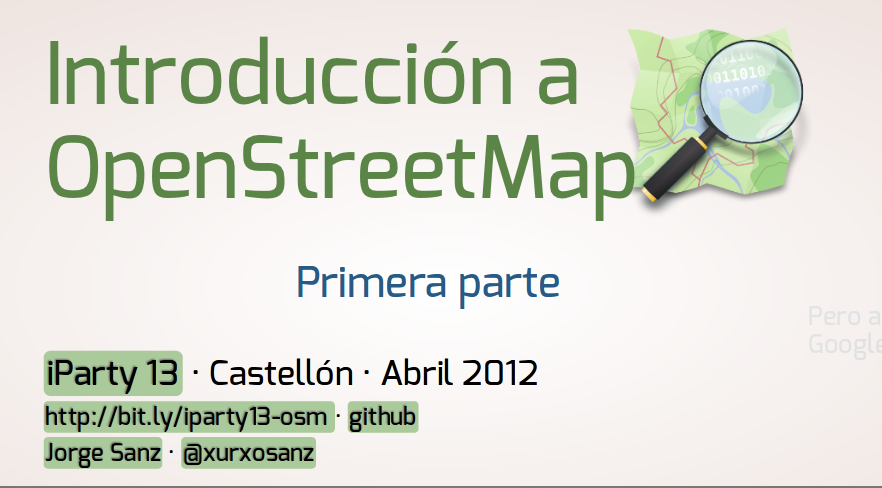 Introducción a
OpenStreetMap
011010
Primera parte
Pero a
Google
iParty 13 · Castellón · Abril 2012
http://bit.ly/iparty13-osm · github
Jorge Sanz · @xurxosanz